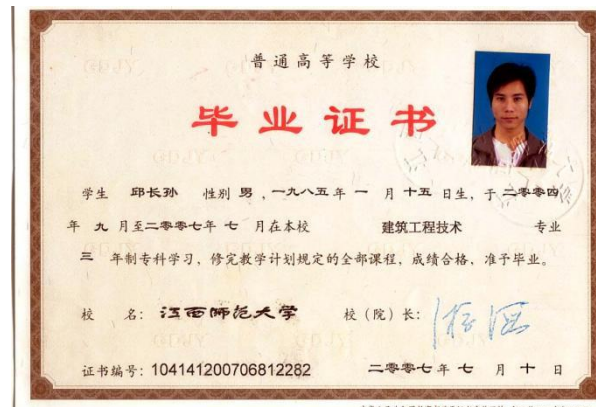 普通高等学校
毕业证书
学生 邱长孙 性别 男 ，一九八五 年 一 月 十五 日生，于 二零零四
年 九 月至二零零七年 七 月在本校 建筑工程技术 专业
三 年制专科学习，修完教学计划规定的全部课程，成绩合格，准予毕业。
校 名： 江西师范大学 校（院）长：
证书编号：104141200706812282 二零零七 年 七 月 十 日